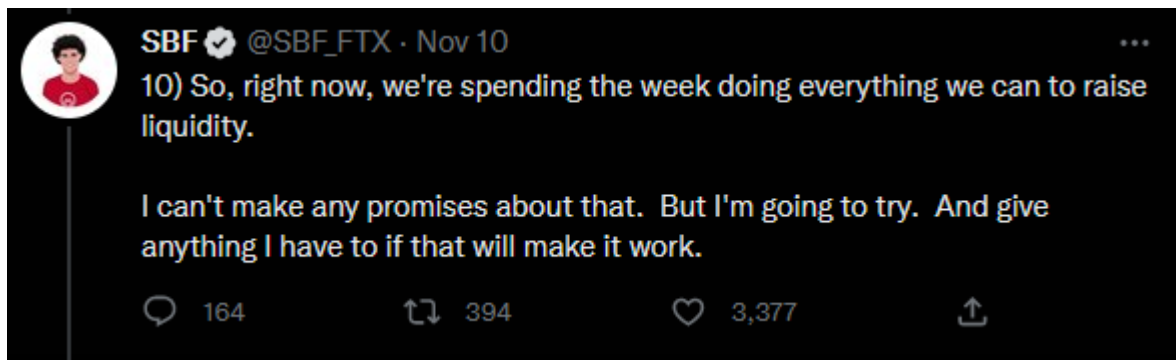 SBF @SBF_FTX · Nov 10
10) So, right now, we're spending the week doing everything we can to raise
liquidity.
I can't make any promises about that.  But I'm going to try.  And give
anything I have to if that will make it work.
164 394 3,377